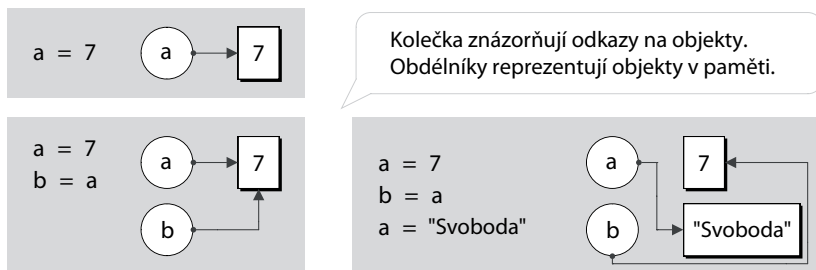 a = 7
a
7
Kolečka znázorňují odkazy na objekty.
Obdélníky reprezentují objekty v paměti.
a = 7
b = a
a
7
b
a = 7
b = a
a = "Svoboda"
a
7
b
"Svoboda"